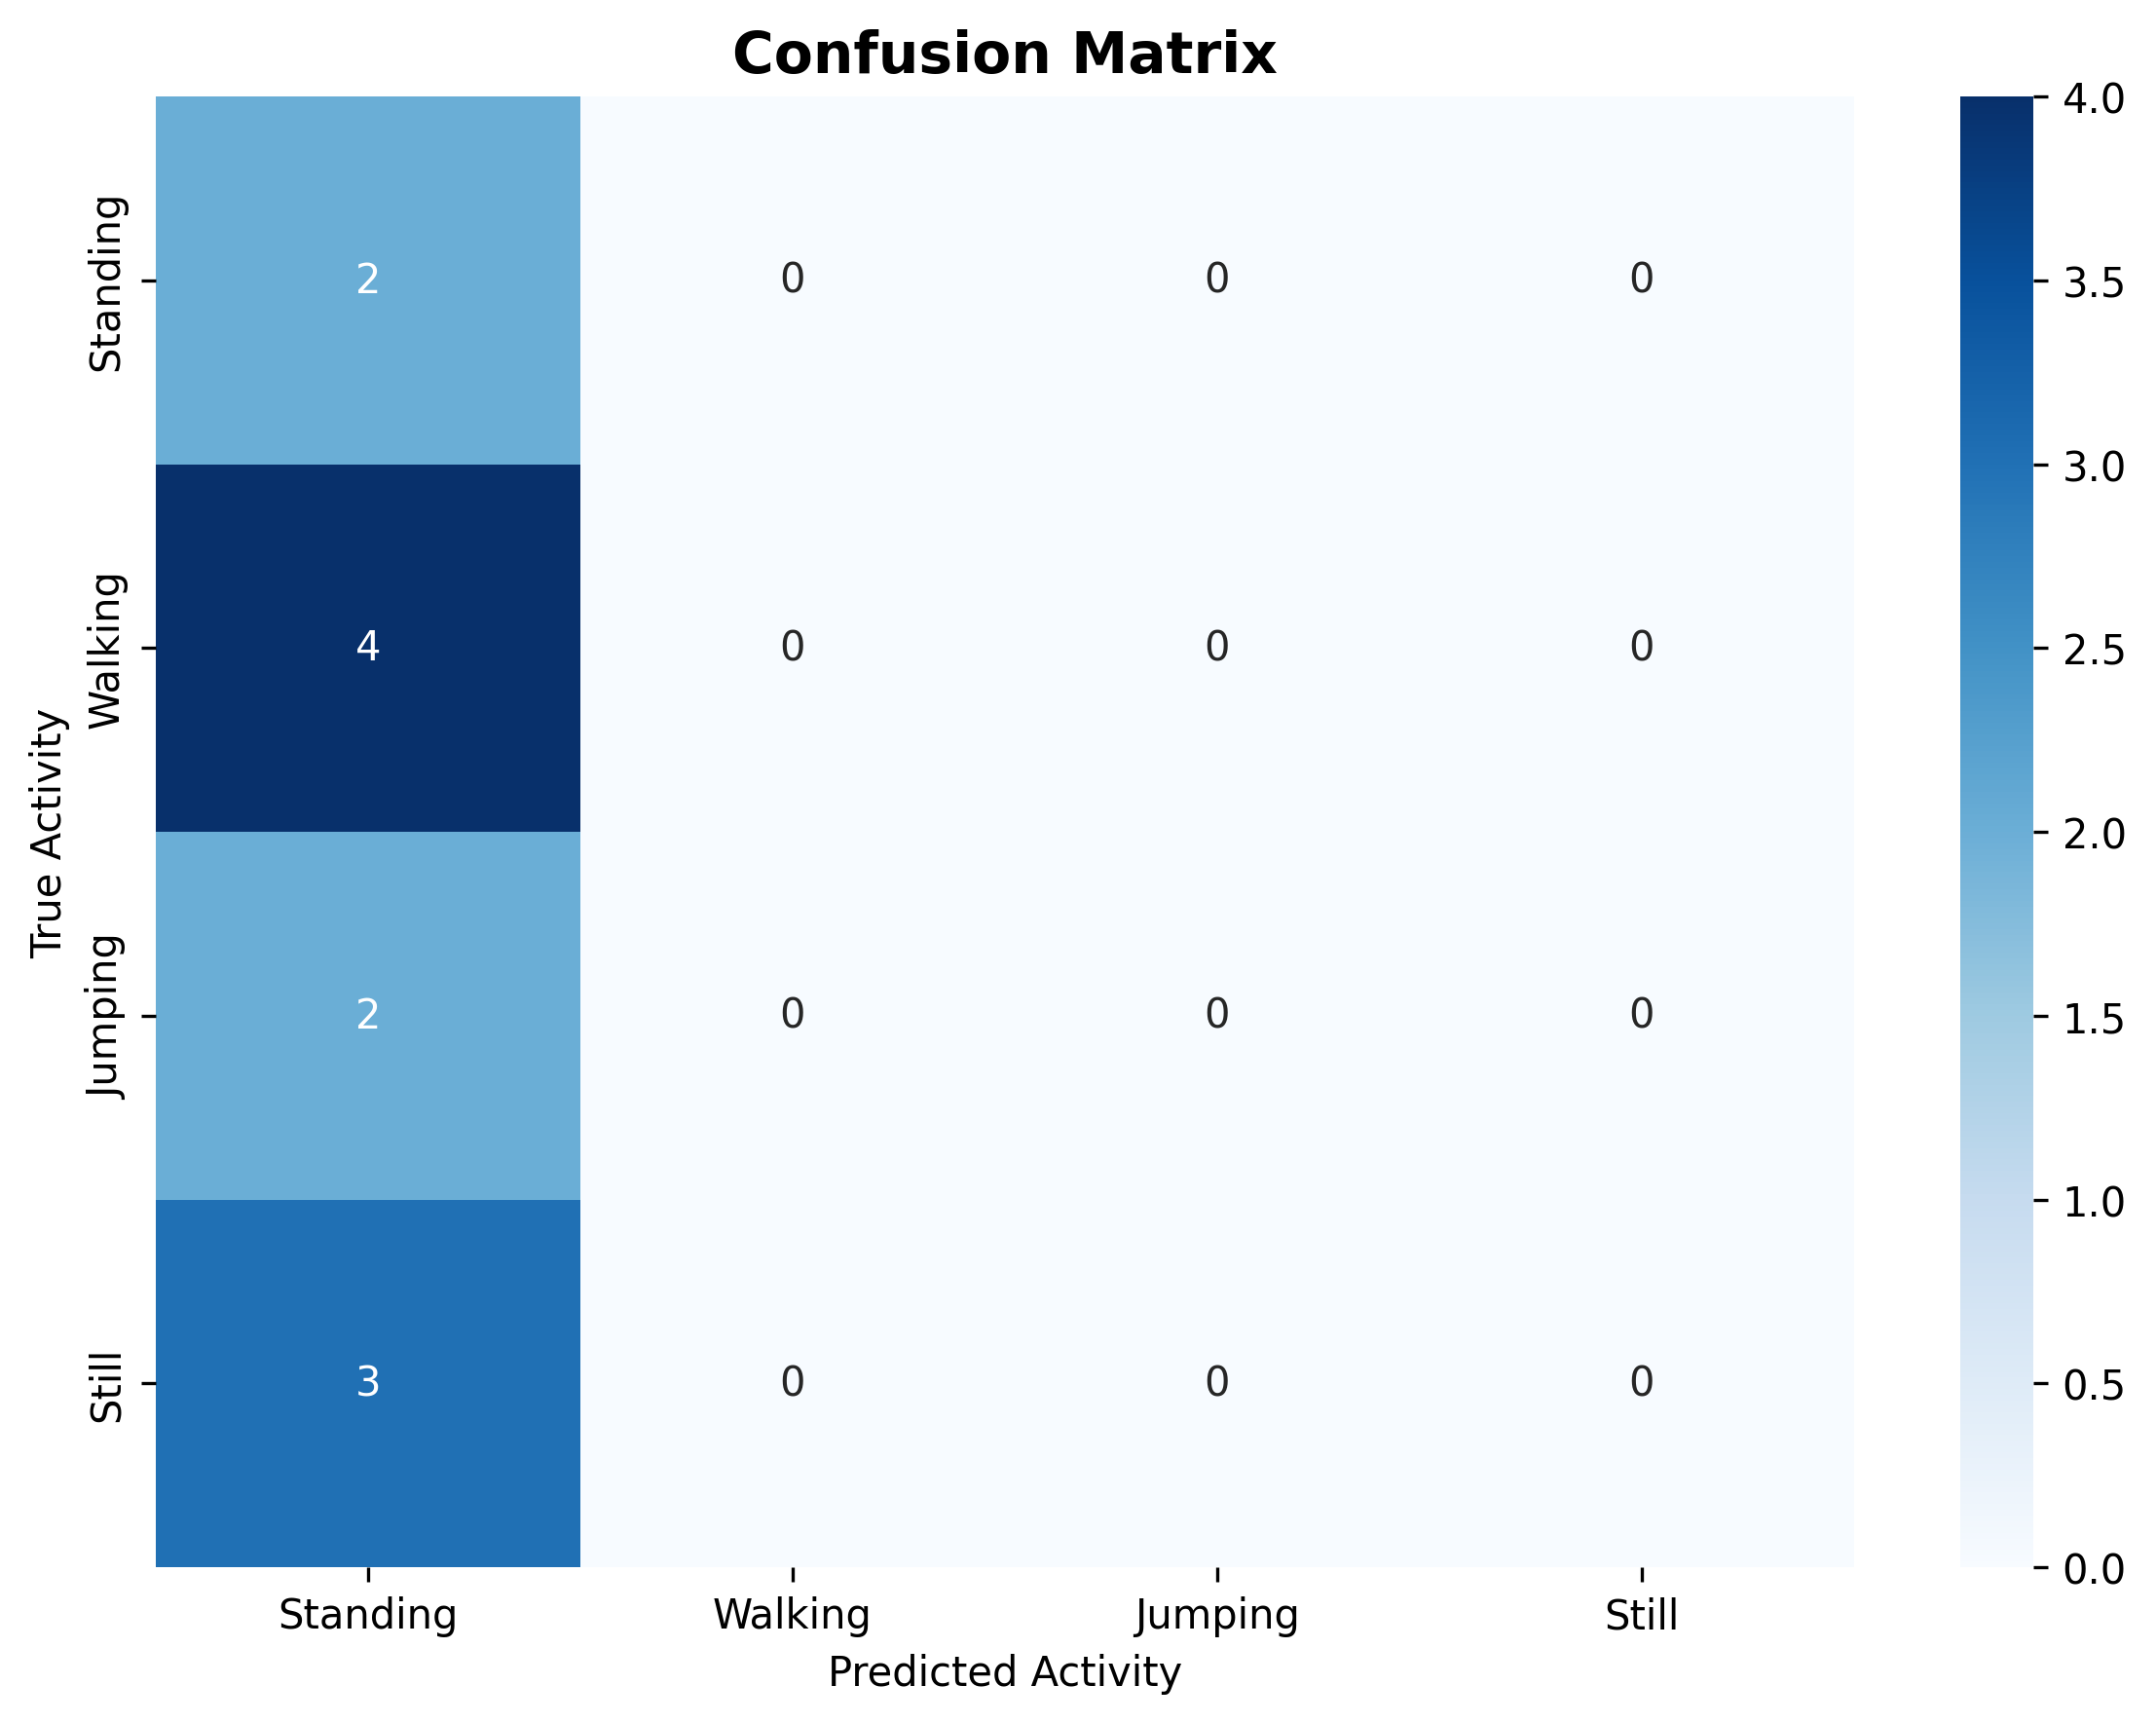 Confusion Matrix
True Activity
Standing
2 0 0 0
Walking
4 0 0 0
Jumping
2 0 0 0
Still
3 0 0 0
Standing Walking Jumping Still
Predicted Activity
4.0
3.5
3.0
2.5
2.0
1.5
1.0
0.5
0.0